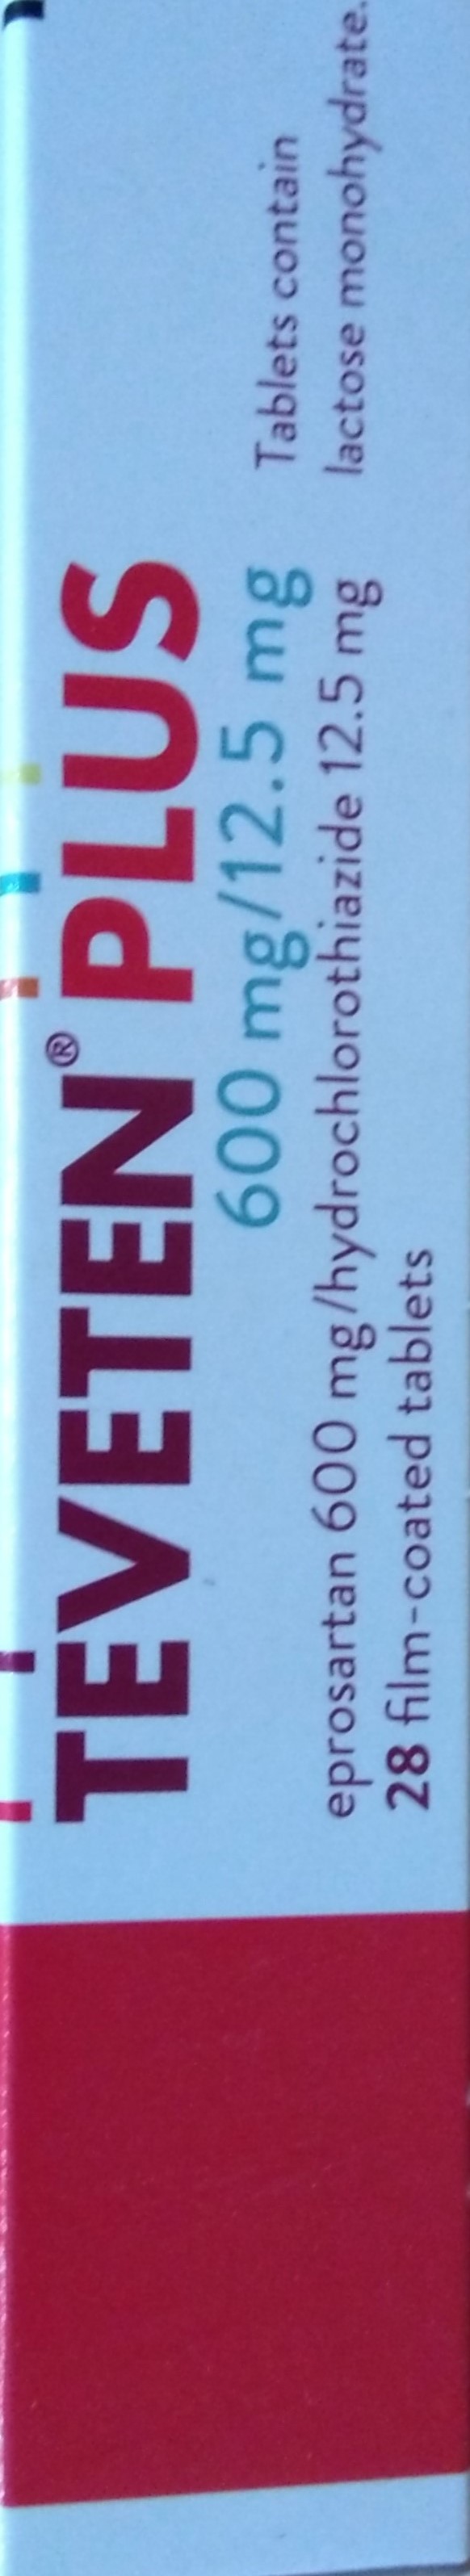 TEVETEN® PLUS
600 mg/12.5 mg
eprosartan 600 mg/hydrochlorothiazide 12.5 mg
28 film-coated tablets
Tablets contain
lactose monohydrate.